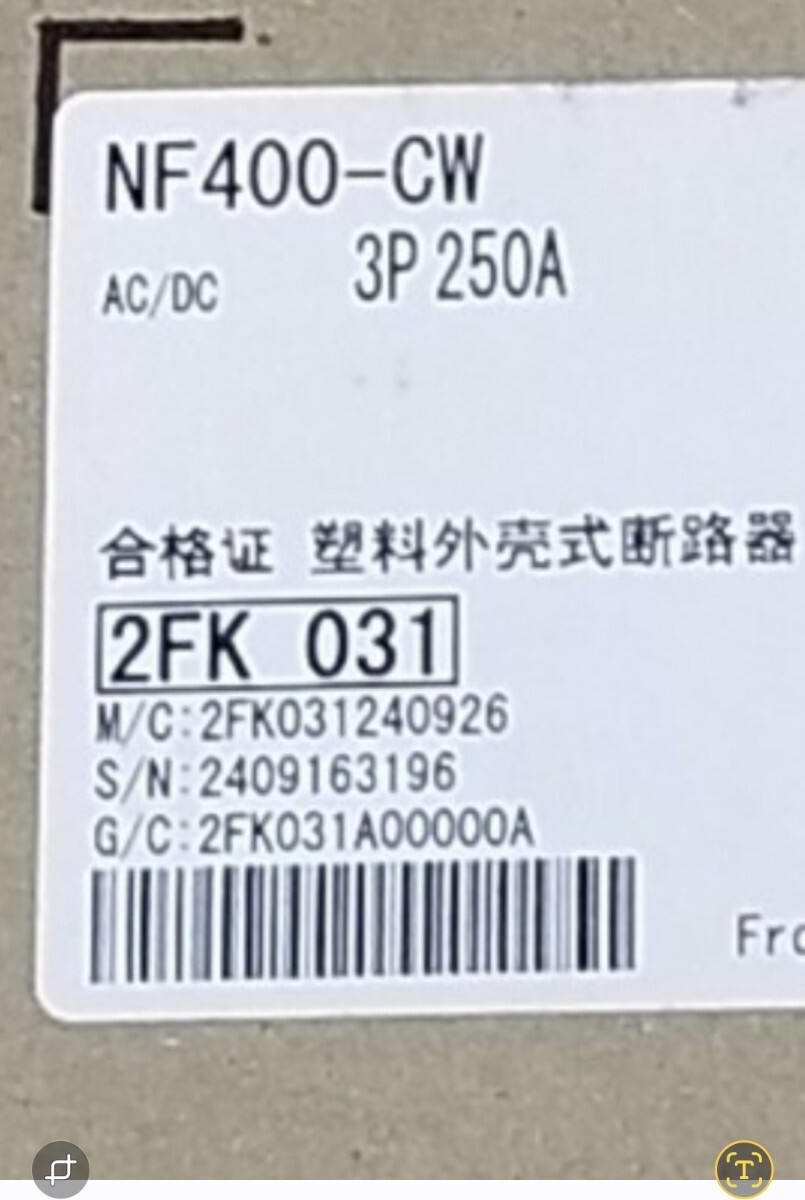 NF400-CW
AC/DC 3P 250A
合格证 塑料外壳式断路器
2FK 031
M/C:2FK031240926
S/N:2409163196
G/C:2FK031A00000A
Fro